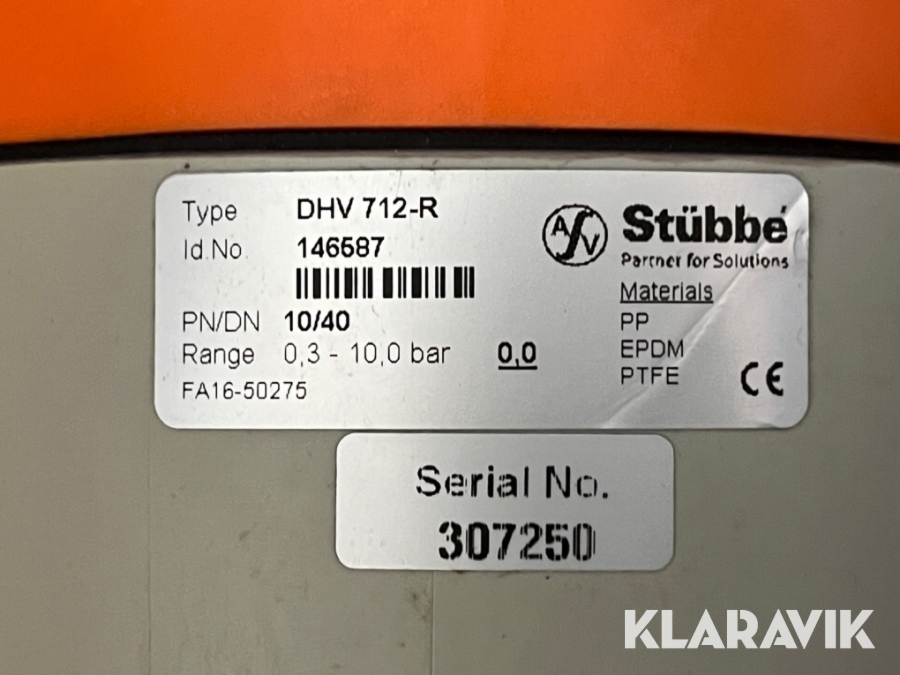 Type DHV 712-R
Id.No. 146587
PN/DN 10/40
Range 0,3 - 10,0 bar 0,0
FA16-50275
ASV Stübbe
Partner for Solutions
Materials
PP
EPDM
PTFE
CE
Serial No.
307250
KLARAVIK